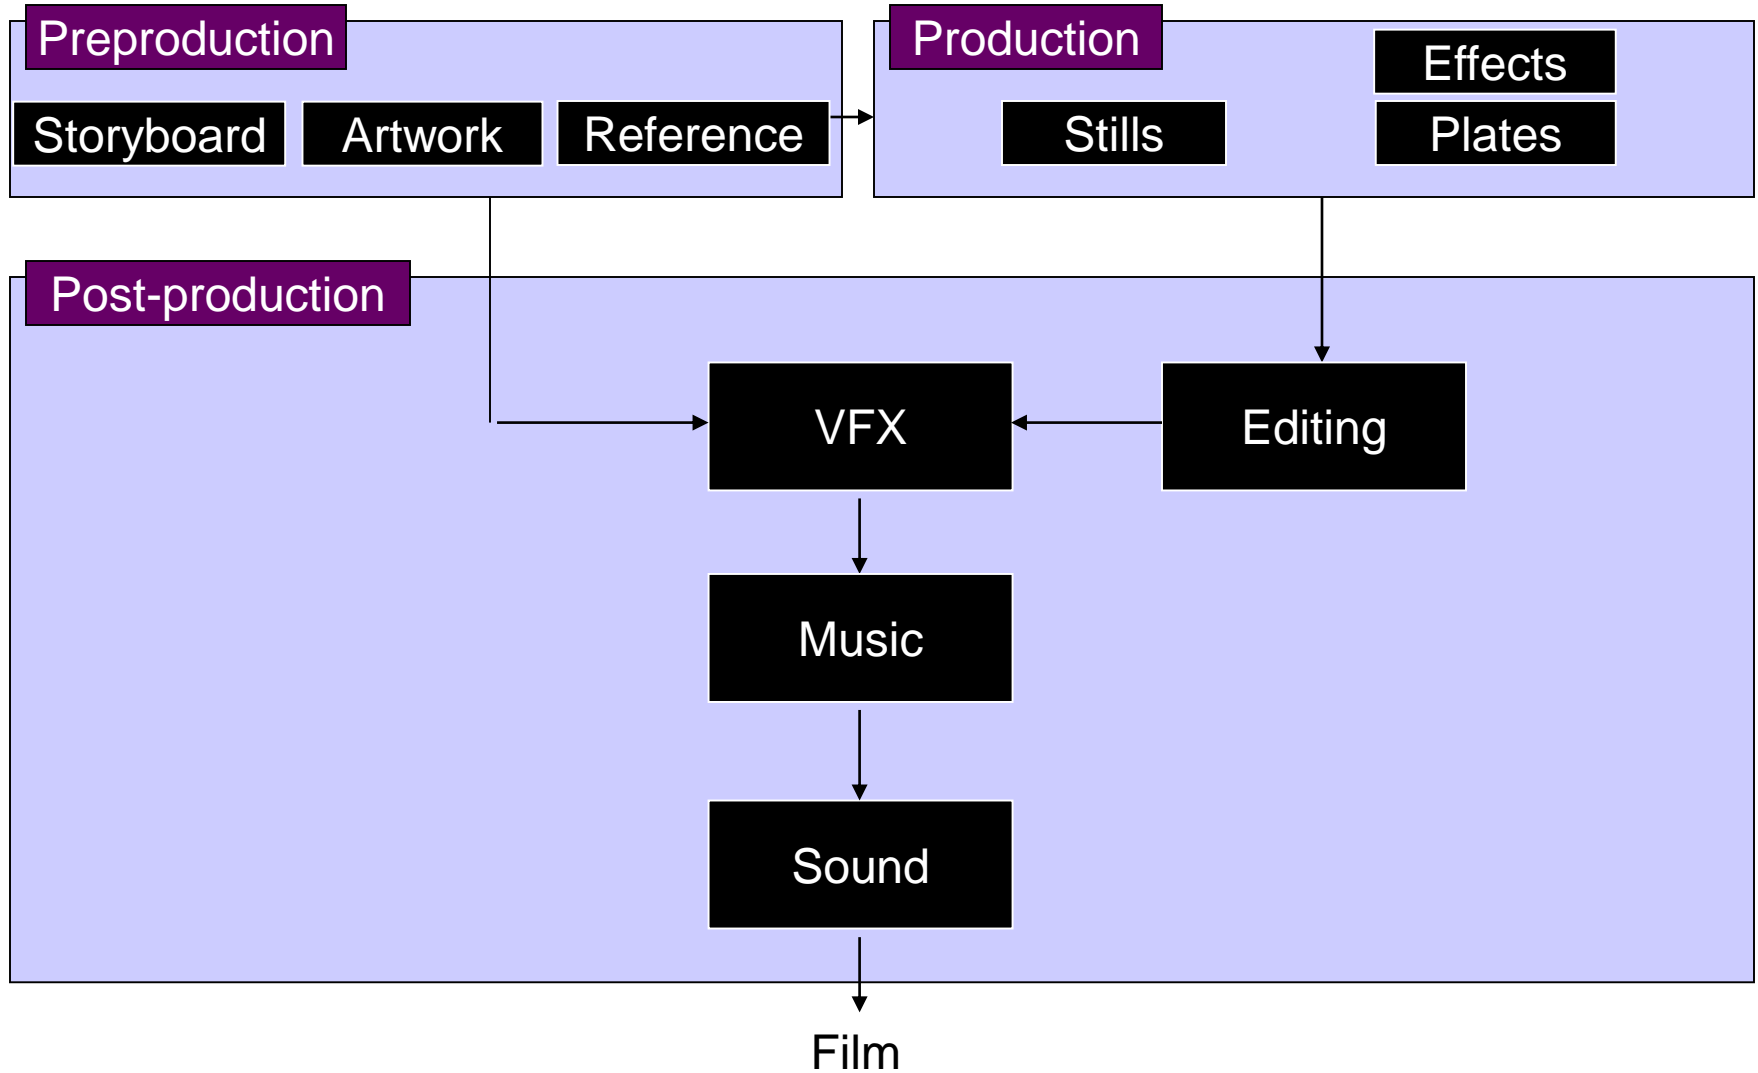 Preproduction
Storyboard
Artwork
Reference
Production
Effects
Stills
Plates
Post-production
VFX
Editing
Music
Sound
Film